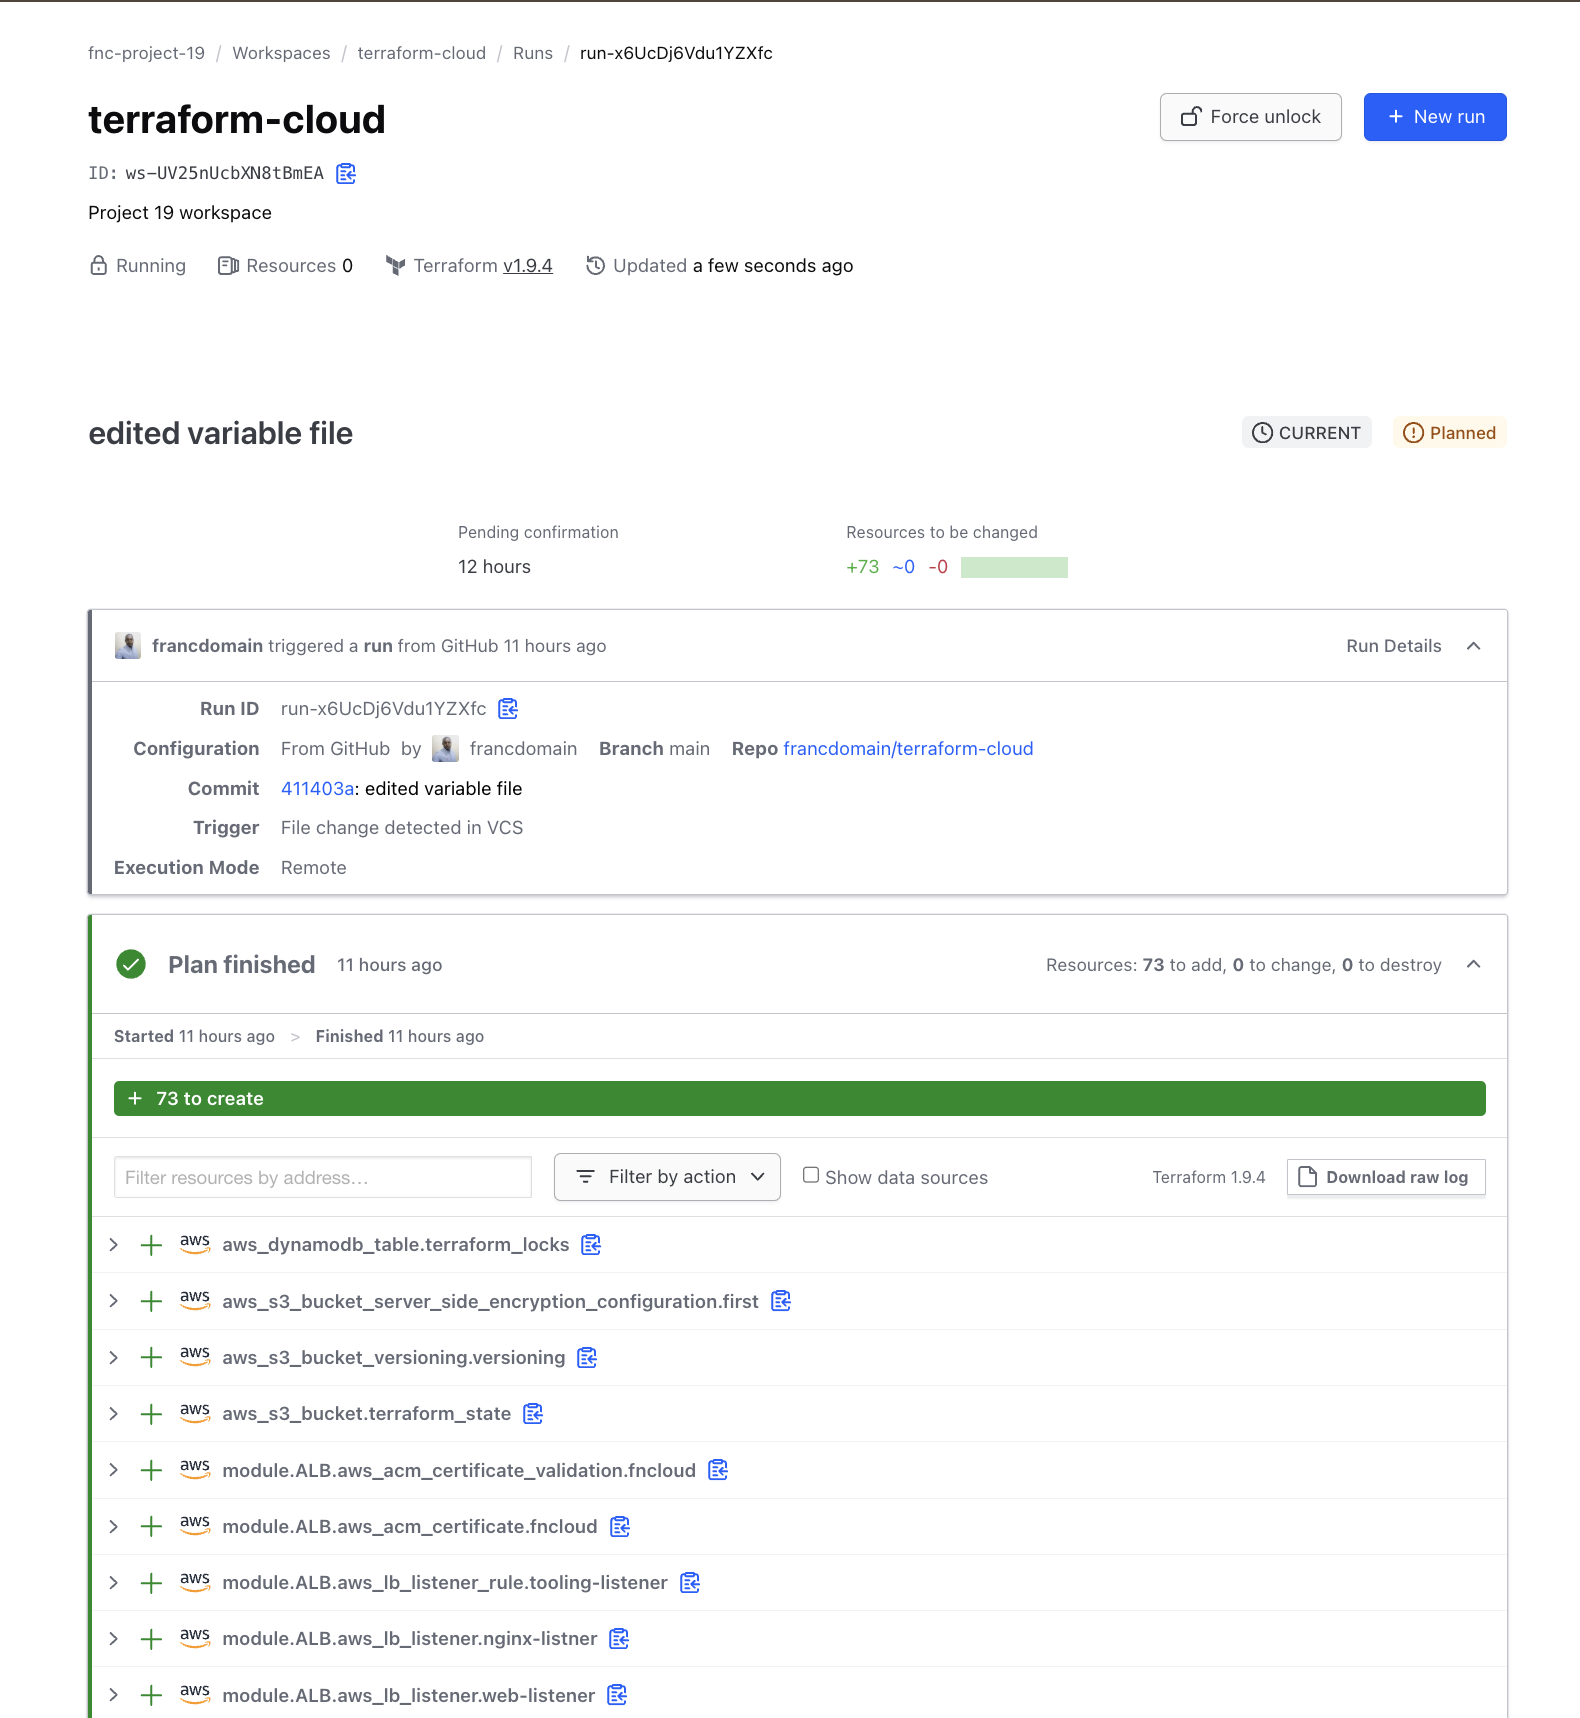 fnc-project-19 / Workspaces / terraform-cloud / Runs / run-x6UcDj6Vdu1YZXfc
terraform-cloud
Force unlock
+ New run
ID: ws-UV25nUcbXN8tBmEA
Project 19 workspace
Running Resources 0 Terraform v1.9.4 Updated a few seconds ago
edited variable file
CURRENT
Planned
Pending confirmation
12 hours
Resources to be changed
+73 ~0 -0
francdomain triggered a run from GitHub 11 hours ago
Run Details
Run ID run-x6UcDj6Vdu1YZXfc
Configuration From GitHub by francdomain Branch main Repo francdomain/terraform-cloud
Commit 411403a: edited variable file
Trigger File change detected in VCS
Execution Mode Remote
Plan finished 11 hours ago
Resources: 73 to add, 0 to change, 0 to destroy
Started 11 hours ago > Finished 11 hours ago
+ 73 to create
Filter resources by address...
Filter by action
Show data sources
Terraform 1.9.4
Download raw log
aws aws_dynamodb_table.terraform_locks
aws aws_s3_bucket_server_side_encryption_configuration.first
aws aws_s3_bucket_versioning.versioning
aws aws_s3_bucket.terraform_state
aws module.ALB.aws_acm_certificate_validation.fncloud
aws module.ALB.aws_acm_certificate.fncloud
aws module.ALB.aws_lb_listener_rule.tooling-listener
aws module.ALB.aws_lb_listener.nginx-listner
aws module.ALB.aws_lb_listener.web-listener